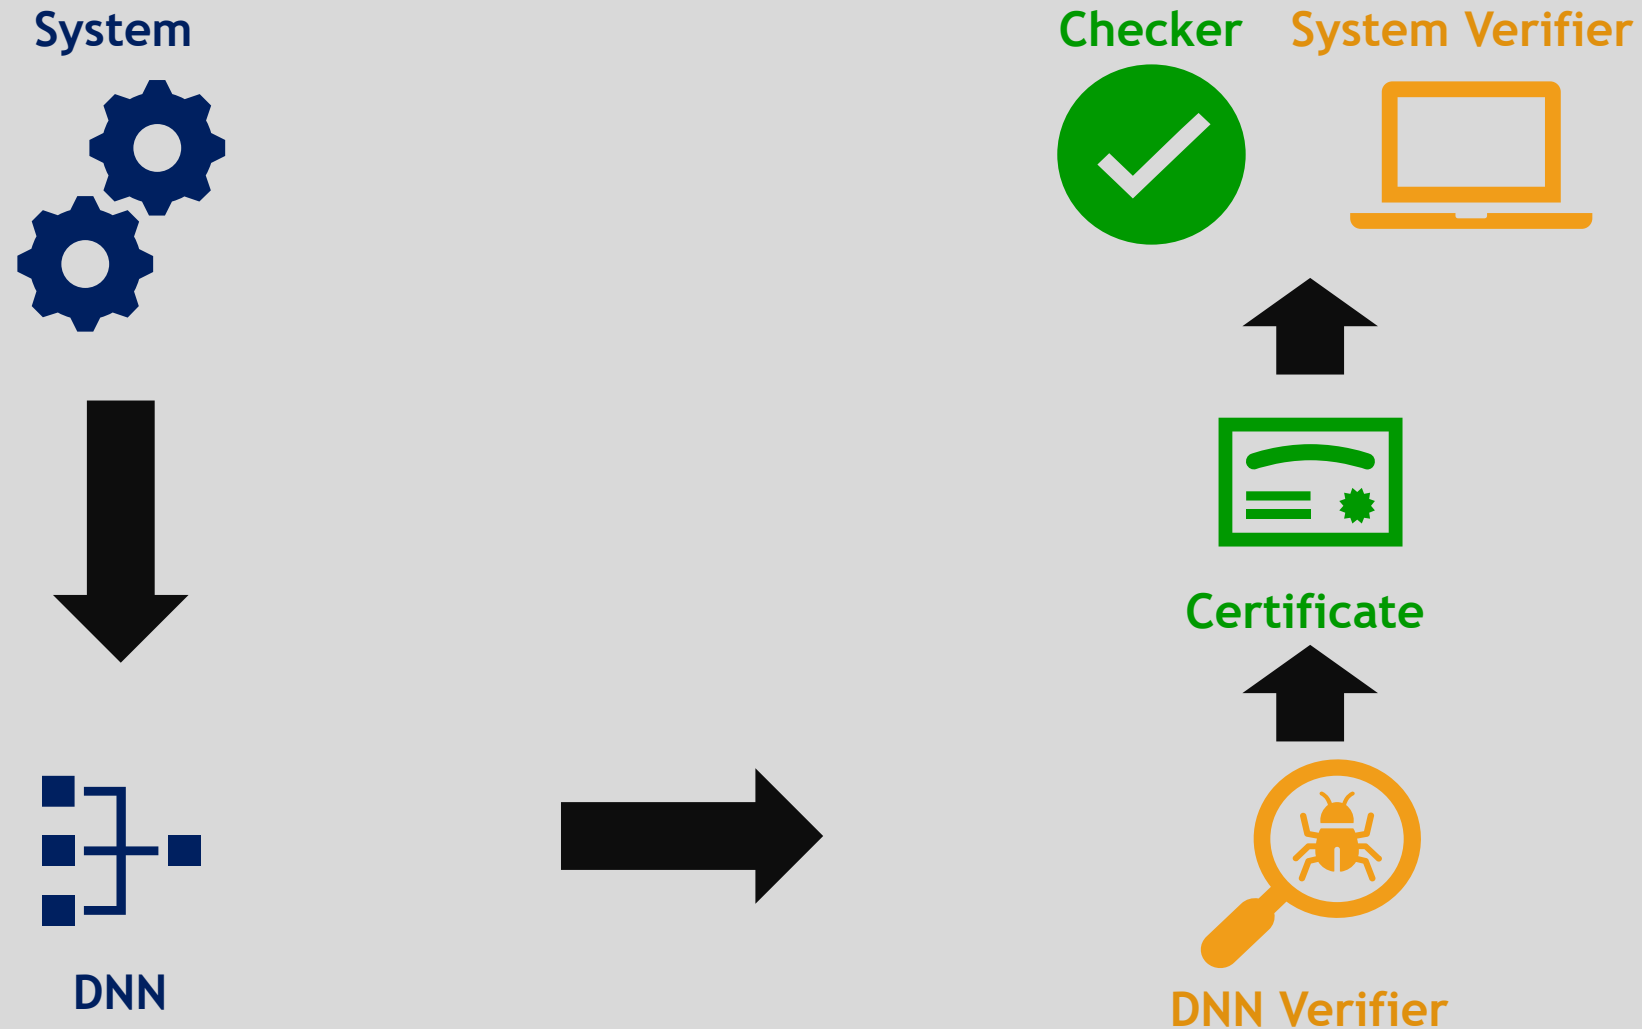 System
Checker
System Verifier
Certificate
DNN
DNN Verifier